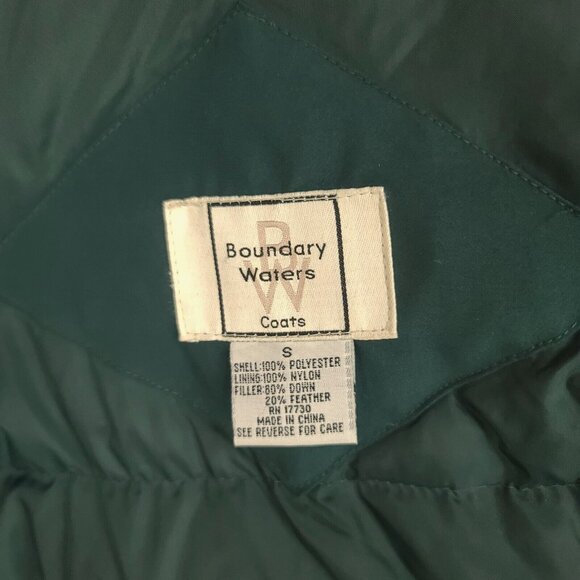 BW
Boundary
Waters
Coats
S
SHELL:100% POLYESTER
LINING:100% NYLON
FILLER:80% DOWN
20% FEATHER
RN 17730
MADE IN CHINA
SEE REVERSE FOR CARE